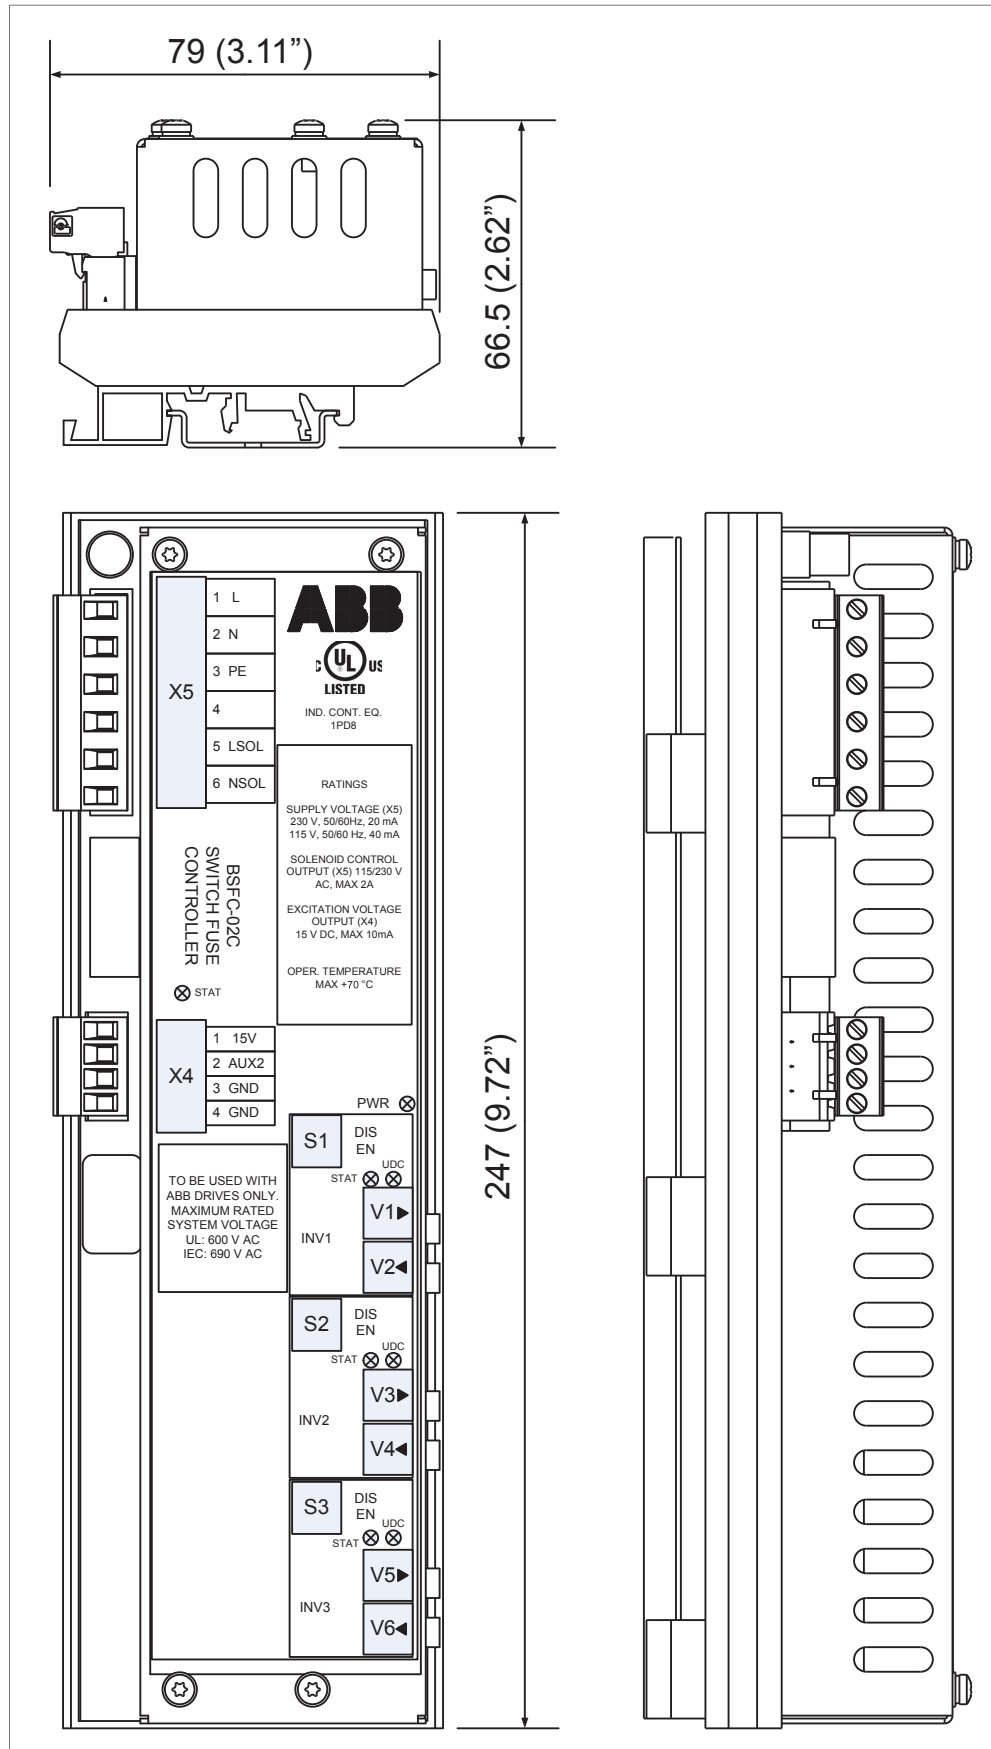 79 (3.11”)
66.5 (2.62”)
X5
1 L
2 N
3 PE
4
5 LSOL
6 NSOL
ABB
C UL US
LISTED
IND. CONT. EQ.
1PD8
RATINGS
SUPPLY VOLTAGE (X5)
230 V, 50/60Hz, 20 mA
115 V, 50/60 Hz, 40 mA
SOLENOID CONTROL
OUTPUT (X5) 115/230 V
AC, MAX 2A
EXCITATION VOLTAGE
OUTPUT (X4)
15 V DC, MAX 10mA
OPER. TEMPERATURE
MAX +70 °C
BSFC-02C
SWITCH FUSE
CONTROLLER
STAT
X4
1 15V
2 AUX2
3 GND
4 GND
PWR
TO BE USED WITH
ABB DRIVES ONLY.
MAXIMUM RATED
SYSTEM VOLTAGE
UL: 600 V AC
IEC: 690 V AC
S1
DIS
EN
UDC
STAT
V1
INV1
V2
S2
DIS
EN
UDC
STAT
V3
INV2
V4
S3
DIS
EN
UDC
STAT
V5
INV3
V6
247 (9.72”)